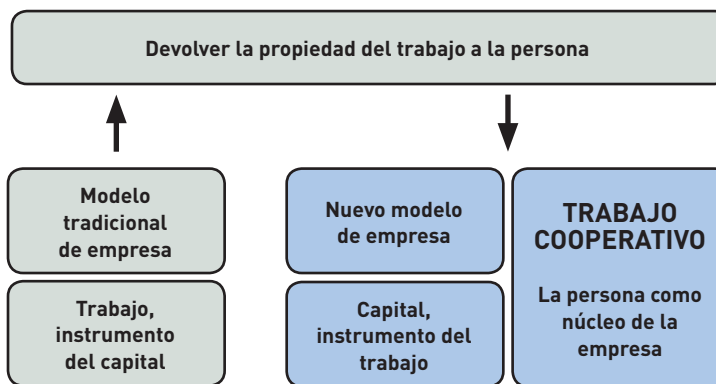 Devolver la propiedad del trabajo a la persona
Modelo
tradicional
de empresa
Trabajo,
instrumento
del capital
Nuevo modelo
de empresa
Capital,
instrumento del
trabajo
TRABAJO
COOPERATIVO
La persona como
núcleo de la
empresa